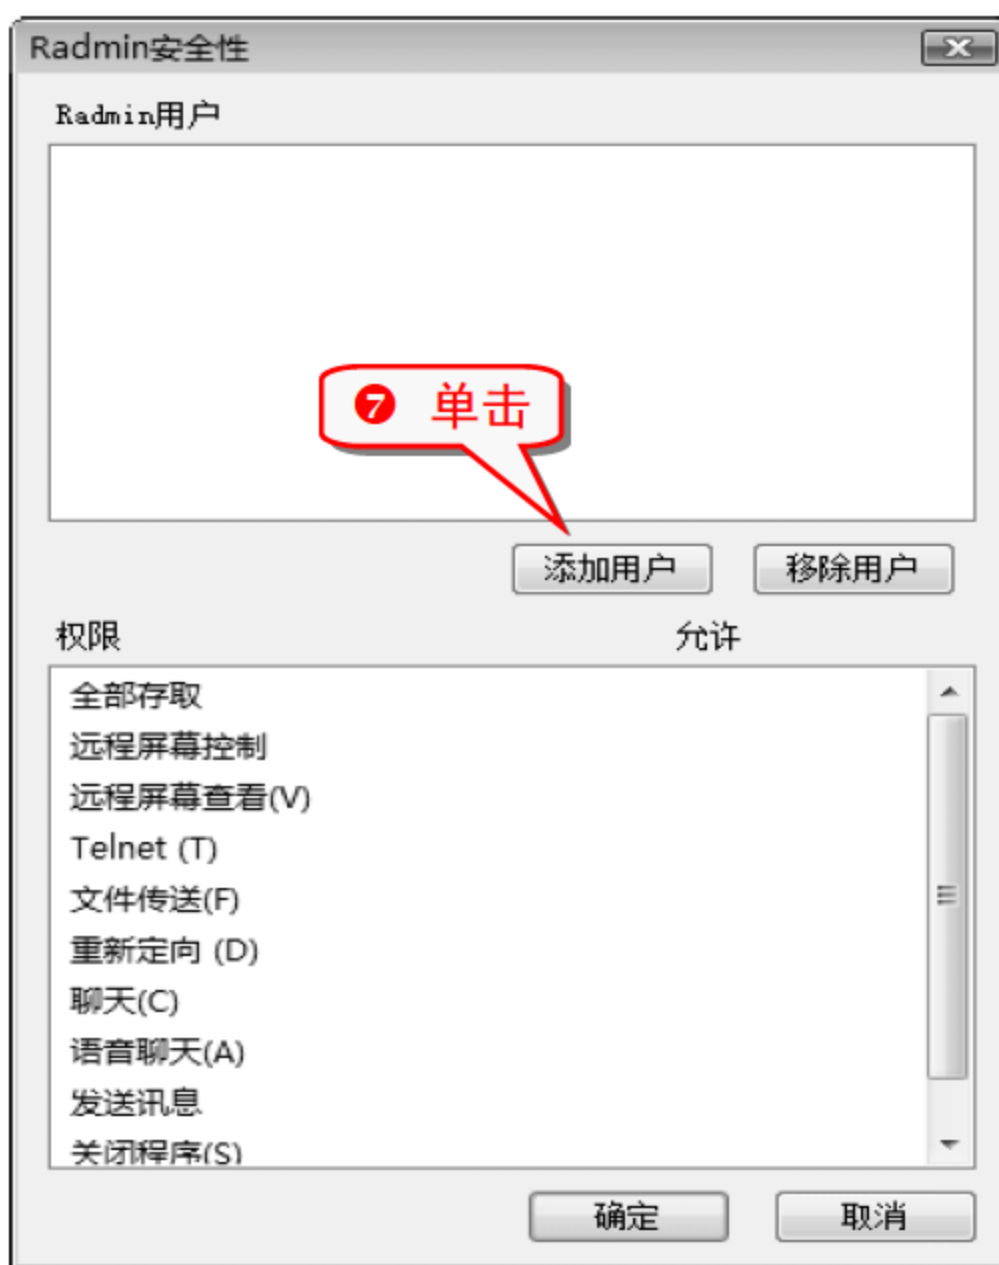 Radmin安全性
Radmin用户
❼ 单击
添加用户 移除用户
权限 允许
全部存取
远程屏幕控制
远程屏幕查看(V)
Telnet (T)
文件传送(F)
重新定向 (D)
聊天(C)
语音聊天(A)
发送讯息
关闭程序(S)
确定 取消